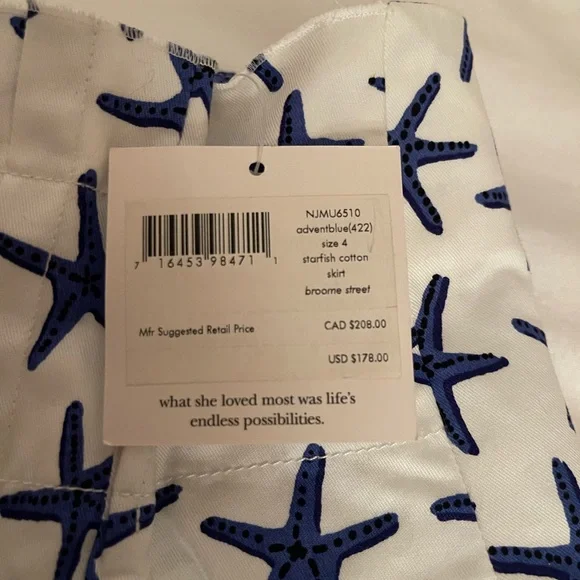 NJMU6510
adventblue(422)
size 4
starfish cotton
skirt
broome street
7 16453 98471 1
Mfr Suggested Retail Price CAD $208.00
USD $178.00
what she loved most was life's
endless possibilities.